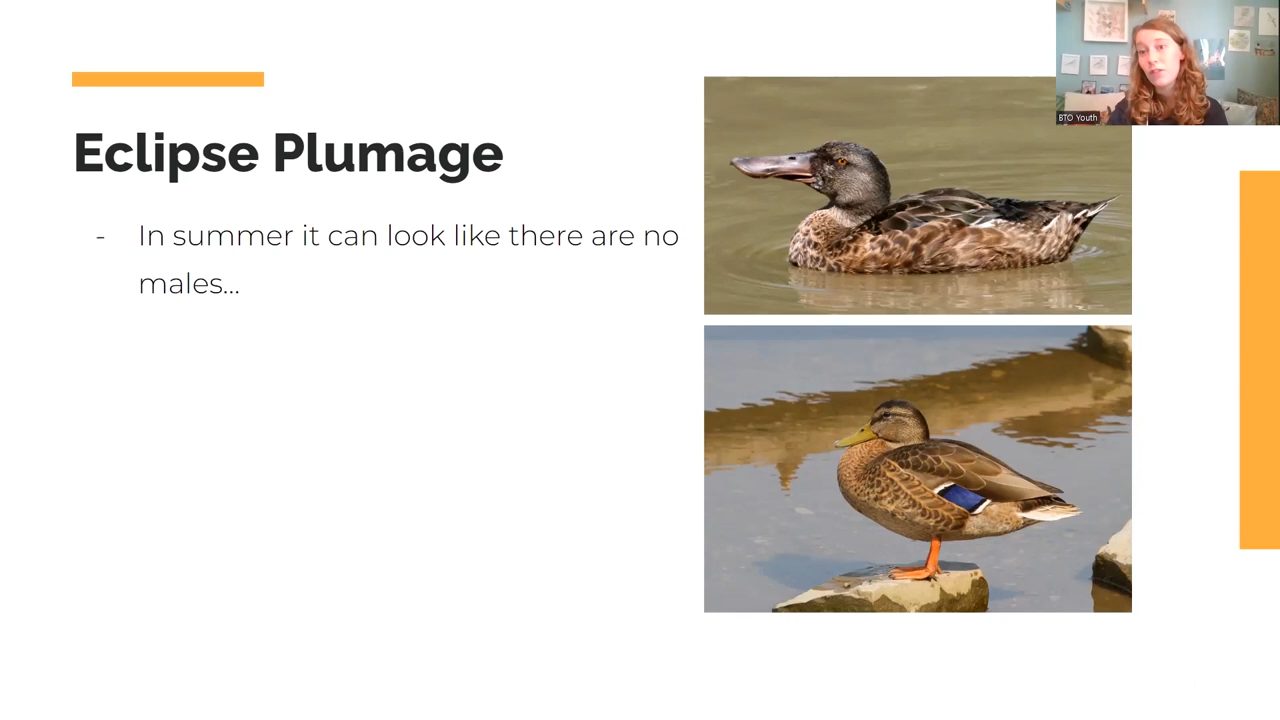 Eclipse Plumage
- In summer it can look like there are no
males...
BTO Youth